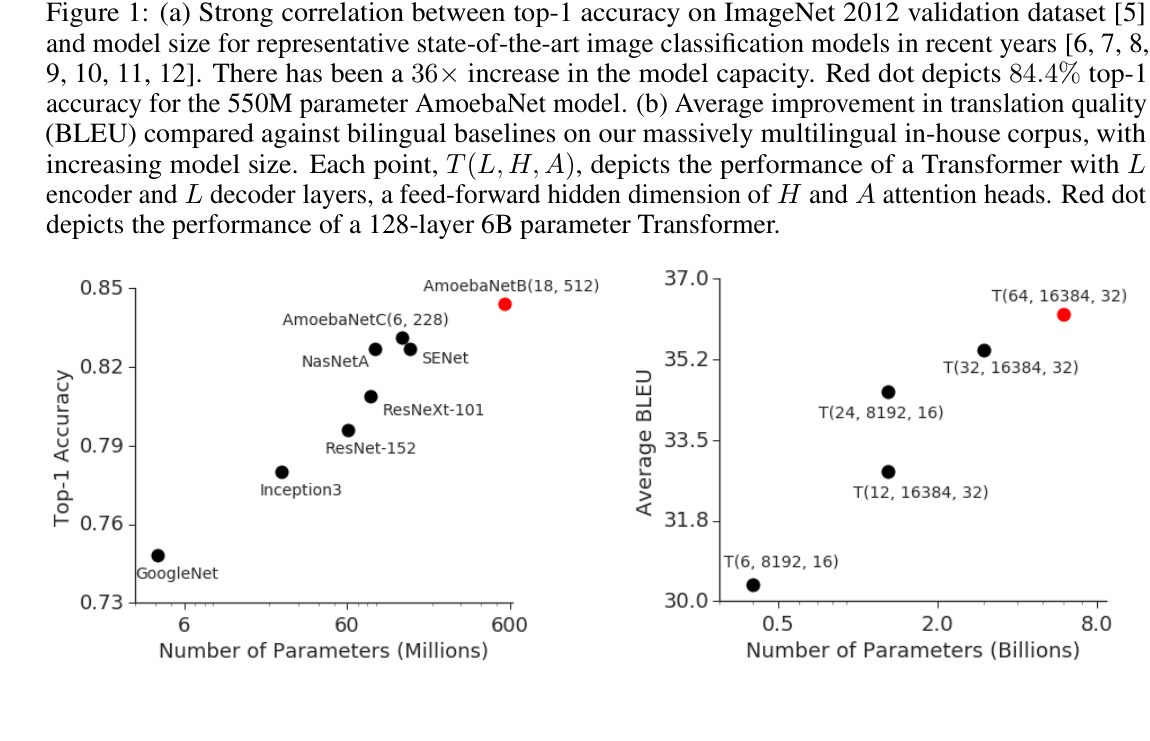 Figure 1: (a) Strong correlation between top-1 accuracy on ImageNet 2012 validation dataset [5]
and model size for representative state-of-the-art image classification models in recent years [6, 7, 8,
9, 10, 11, 12]. There has been a 36× increase in the model capacity. Red dot depicts 84.4% top-1
accuracy for the 550M parameter AmoebaNet model. (b) Average improvement in translation quality
(BLEU) compared against bilingual baselines on our massively multilingual in-house corpus, with
increasing model size. Each point, T(L, H, A), depicts the performance of a Transformer with L
encoder and L decoder layers, a feed-forward hidden dimension of H and A attention heads. Red dot
depicts the performance of a 128-layer 6B parameter Transformer.
0.85
0.82
0.79
0.76
0.73
Top-1 Accuracy
AmoebaNetB(18, 512)
AmoebaNetC(6, 228)
NasNetA
SENet
ResNeXt-101
ResNet-152
Inception3
GoogleNet
6
60
600
Number of Parameters (Millions)
37.0
35.2
33.5
31.8
30.0
Average BLEU
T(64, 16384, 32)
T(32, 16384, 32)
T(24, 8192, 16)
T(12, 16384, 32)
T(6, 8192, 16)
0.5
2.0
8.0
Number of Parameters (Billions)